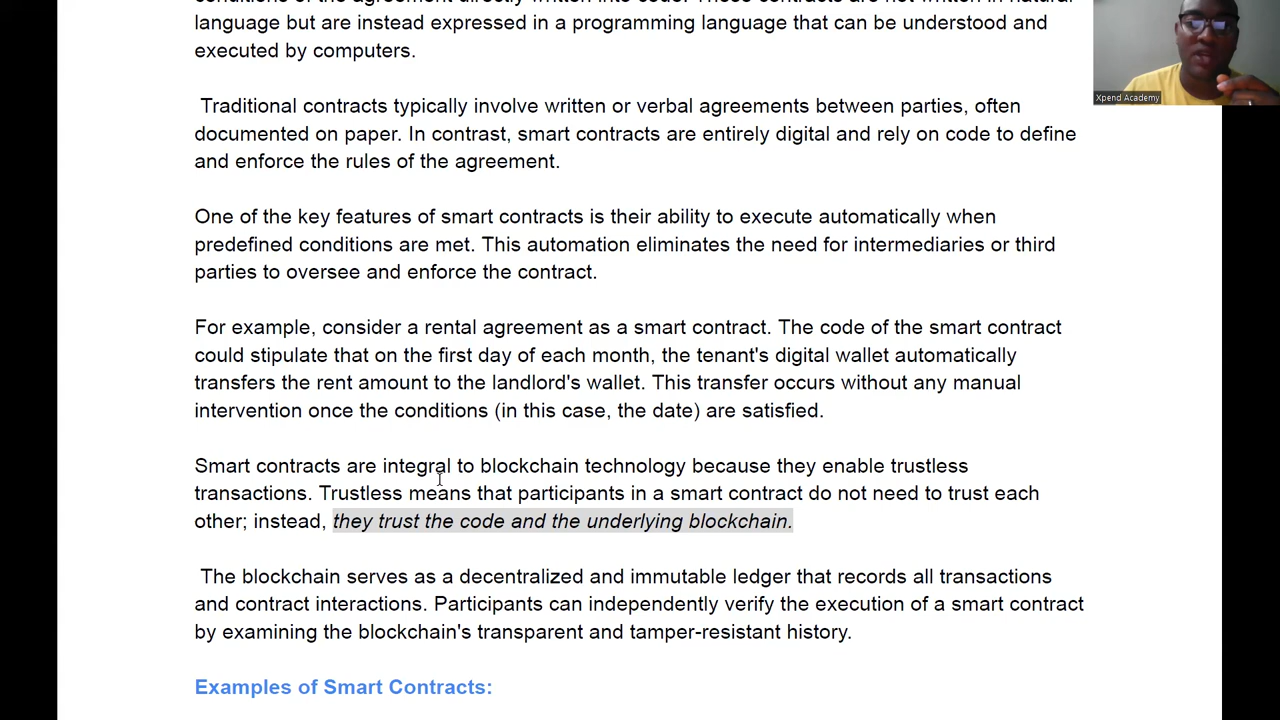 language but are instead expressed in a programming language that can be understood and
executed by computers.
Traditional contracts typically involve written or verbal agreements between parties, often
documented on paper. In contrast, smart contracts are entirely digital and rely on code to define
and enforce the rules of the agreement.
One of the key features of smart contracts is their ability to execute automatically when
predefined conditions are met. This automation eliminates the need for intermediaries or third
parties to oversee and enforce the contract.
For example, consider a rental agreement as a smart contract. The code of the smart contract
could stipulate that on the first day of each month, the tenant's digital wallet automatically
transfers the rent amount to the landlord's wallet. This transfer occurs without any manual
intervention once the conditions (in this case, the date) are satisfied.
Smart contracts are integral to blockchain technology because they enable trustless
transactions. Trustless means that participants in a smart contract do not need to trust each
other; instead, they trust the code and the underlying blockchain.
The blockchain serves as a decentralized and immutable ledger that records all transactions
and contract interactions. Participants can independently verify the execution of a smart contract
by examining the blockchain's transparent and tamper-resistant history.
Examples of Smart Contracts:
Xpend Academy